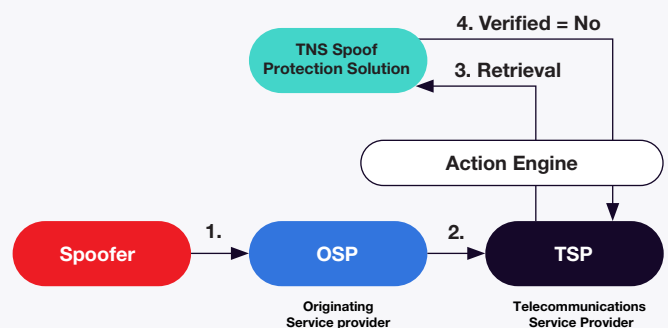 4. Verified = No
TNS Spoof
Protection Solution
3. Retrieval
Action Engine
Spoofer
1.
OSP
2.
TSP
Originating
Service provider
Telecommunications
Service Provider